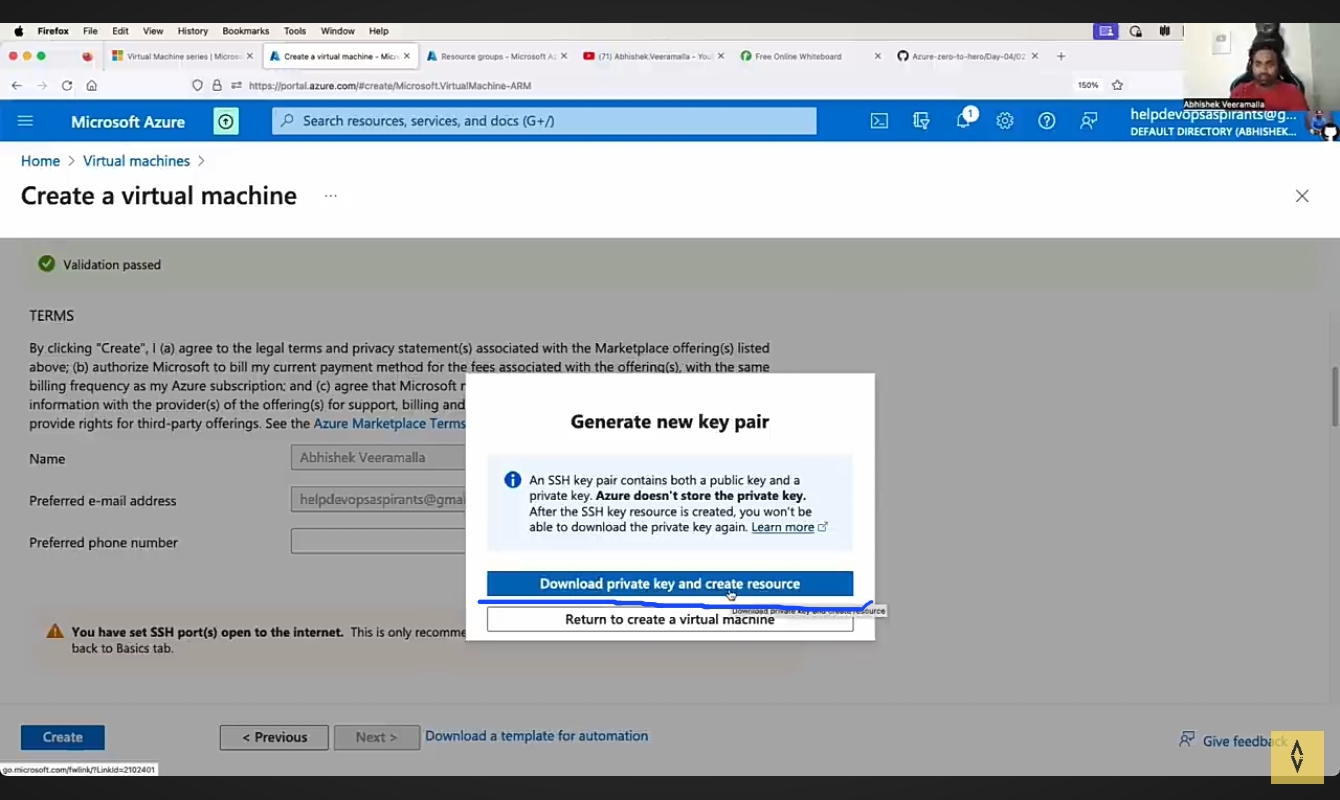 Firefox File Edit View History Bookmarks Tools Window Help
Virtual Machine series | Micros
Create a virtual machine - Micr
Resource groups - Microsoft A
(71) Abhishek.Veeramalla - You
Free Online Whiteboard
Azure-zero-to-hero/Day-04/02
https://portal.azure.com/#create/Microsoft.VirtualMachine-ARM
150%
Abhishek Veeramalla
Microsoft Azure
Search resources, services, and docs (G+/)
1
helpdevopsaspirants@g...
DEFAULT DIRECTORY (ABHISHEK...
Home > Virtual machines >
Create a virtual machine ...
Validation passed
TERMS
By clicking "Create", I (a) agree to the legal terms and privacy statement(s) associated with the Marketplace offering(s) listed
above; (b) authorize Microsoft to bill my current payment method for the fees associated with the offering(s), with the same
billing frequency as my Azure subscription; and (c) agree that Microsoft
information with the provider(s) of the offering(s) for support, billing and
provide rights for third-party offerings. See the Azure Marketplace Terms
Name
Abhishek Veeramalla
Preferred e-mail address
helpdevopsaspirants@gmai
Preferred phone number
Generate new key pair
An SSH key pair contains both a public key and a
private key. Azure doesn't store the private key.
After the SSH key resource is created, you won't be
able to download the private key again. Learn more
Download private key and create resource
Download private key and create resource
Return to create a virtual machine
You have set SSH port(s) open to the internet. This is only recomme
back to Basics tab.
Create
< Previous
Next >
Download a template for automation
Give feedback
go.microsoft.com/fwlink/?LinkId=2102401